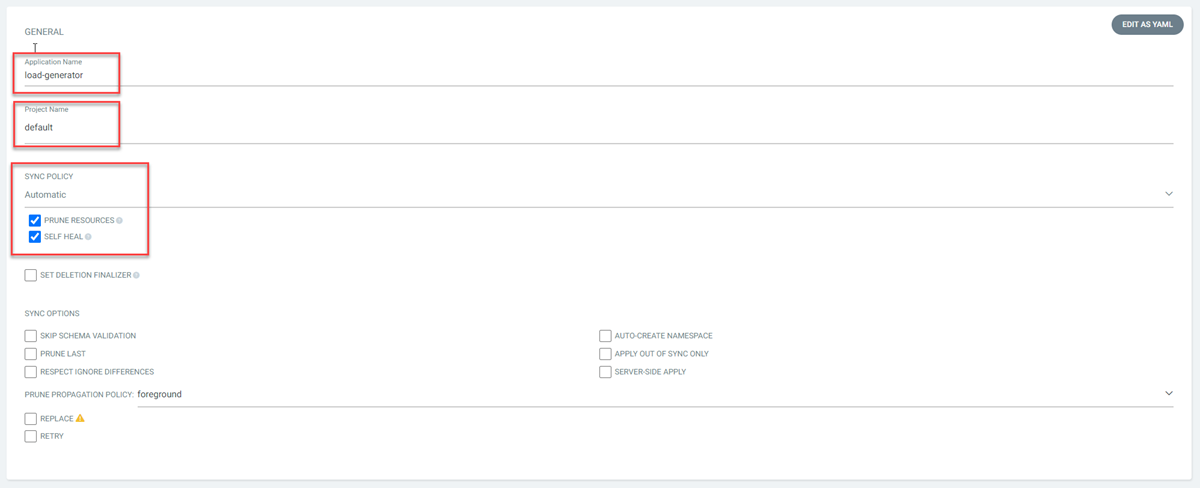 GENERAL
EDIT AS YAML
Application Name
load-generator
Project Name
default
SYNC POLICY
Automatic
PRUNE RESOURCES
SELF HEAL
SET DELETION FINALIZER
SYNC OPTIONS
SKIP SCHEMA VALIDATION
AUTO-CREATE NAMESPACE
PRUNE LAST
APPLY OUT OF SYNC ONLY
RESPECT IGNORE DIFFERENCES
SERVER-SIDE APPLY
PRUNE PROPAGATION POLICY: foreground
REPLACE
RETRY